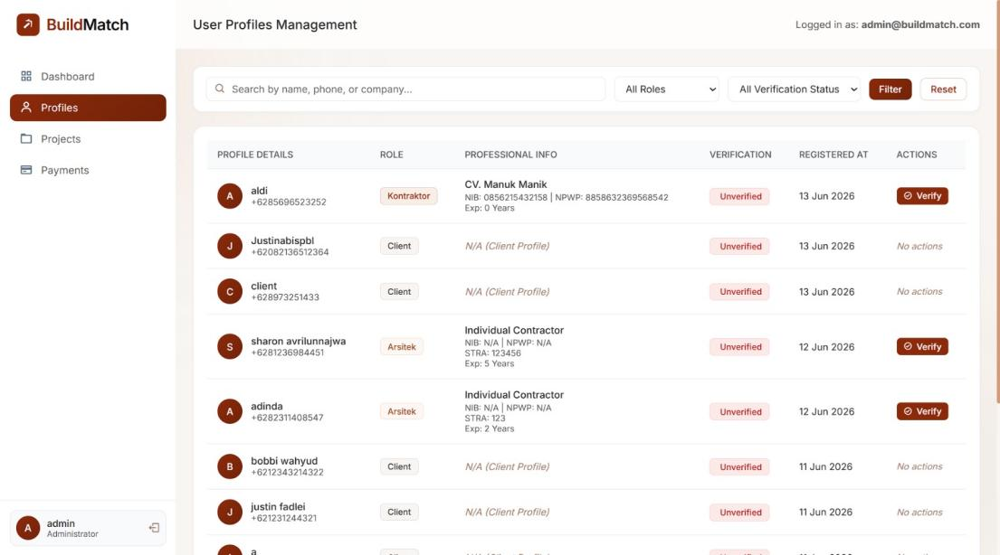 BuildMatch
User Profiles Management
Logged in as: admin@buildmatch.com
Dashboard
Profiles
Projects
Payments
Search by name, phone, or company...
All Roles
All Verification Status
Filter
Reset
PROFILE DETAILS ROLE PROFESSIONAL INFO VERIFICATION REGISTERED AT ACTIONS
A
aldi
+6285696523252
Kontraktor
CV. Manuk Manik
NIB: 0856215432158 | NPWP: 8858632369568542
Exp: 0 Years
Unverified
13 Jun 2026
Verify
J
Justinabispbl
+62082136512364
Client
N/A (Client Profile)
Unverified
13 Jun 2026
No actions
C
client
+628973251433
Client
N/A (Client Profile)
Unverified
13 Jun 2026
No actions
S
sharon avrilunnajwa
+6281236984451
Arsitek
Individual Contractor
NIB: N/A | NPWP: N/A
STRA: 123456
Exp: 5 Years
Unverified
12 Jun 2026
Verify
A
adinda
+6282311408547
Arsitek
Individual Contractor
NIB: N/A | NPWP: N/A
STRA: 123
Exp: 2 Years
Unverified
12 Jun 2026
Verify
B
bobbi wahyud
+6212343214322
Client
N/A (Client Profile)
Unverified
11 Jun 2026
No actions
J
justin fadlei
+621231244321
Client
N/A (Client Profile)
Unverified
11 Jun 2026
No actions
a
A
admin
Administrator